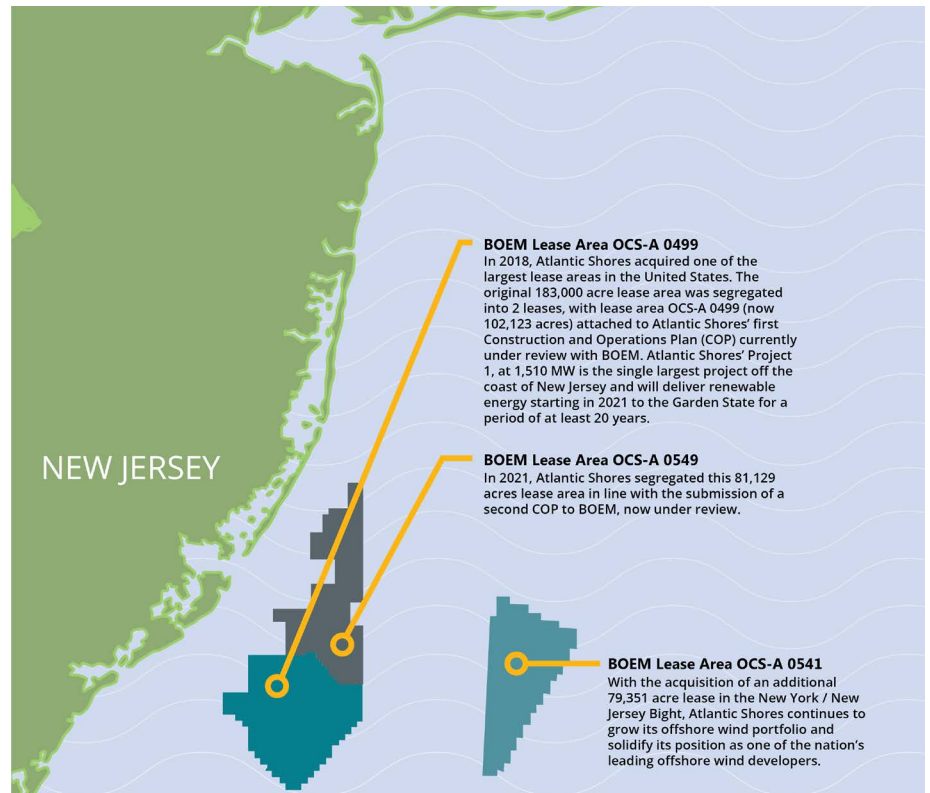 BOEM Lease Area OCS-A 0499
In 2018, Atlantic Shores acquired one of the
largest lease areas in the United States. The
original 183,000 acre lease area was segregated
into 2 leases, with lease area OCS-A 0499 (now
102,123 acres) attached to Atlantic Shores’ first
Construction and Operations Plan (COP) currently
under review with BOEM. Atlantic Shores’ Project
1, at 1,510 MW is the single largest project off the
coast of New Jersey and will deliver renewable
energy starting in 2021 to the Garden State for a
period of at least 20 years.
NEW JERSEY
BOEM Lease Area OCS-A 0549
In 2021, Atlantic Shores segregated this 81,129
acres lease area in line with the submission of a
second COP to BOEM, now under review.
BOEM Lease Area OCS-A 0541
With the acquisition of an additional
79,351 acre lease in the New York / New
Jersey Bight, Atlantic Shores continues to
grow its offshore wind portfolio and
solidify its position as one of the nation’s
leading offshore wind developers.